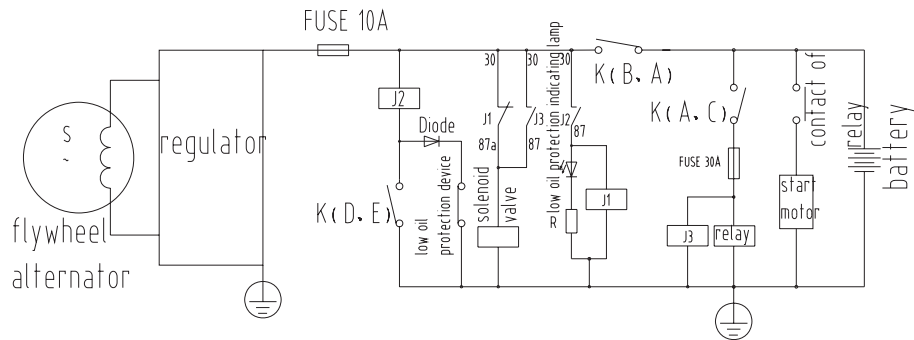 FUSE 10A
S
~
flywheel
alternator
regulator
J2
Diode
K(D.E)
low oil
protection device
30
J1
87a
30
J3
87
solenoid
valve
30
J2
87
low oil protection indicating lamp
R
J1
K(B.A)
K(A.C)
FUSE 30A
J3
relay
contact of
relay
start
motor
battery